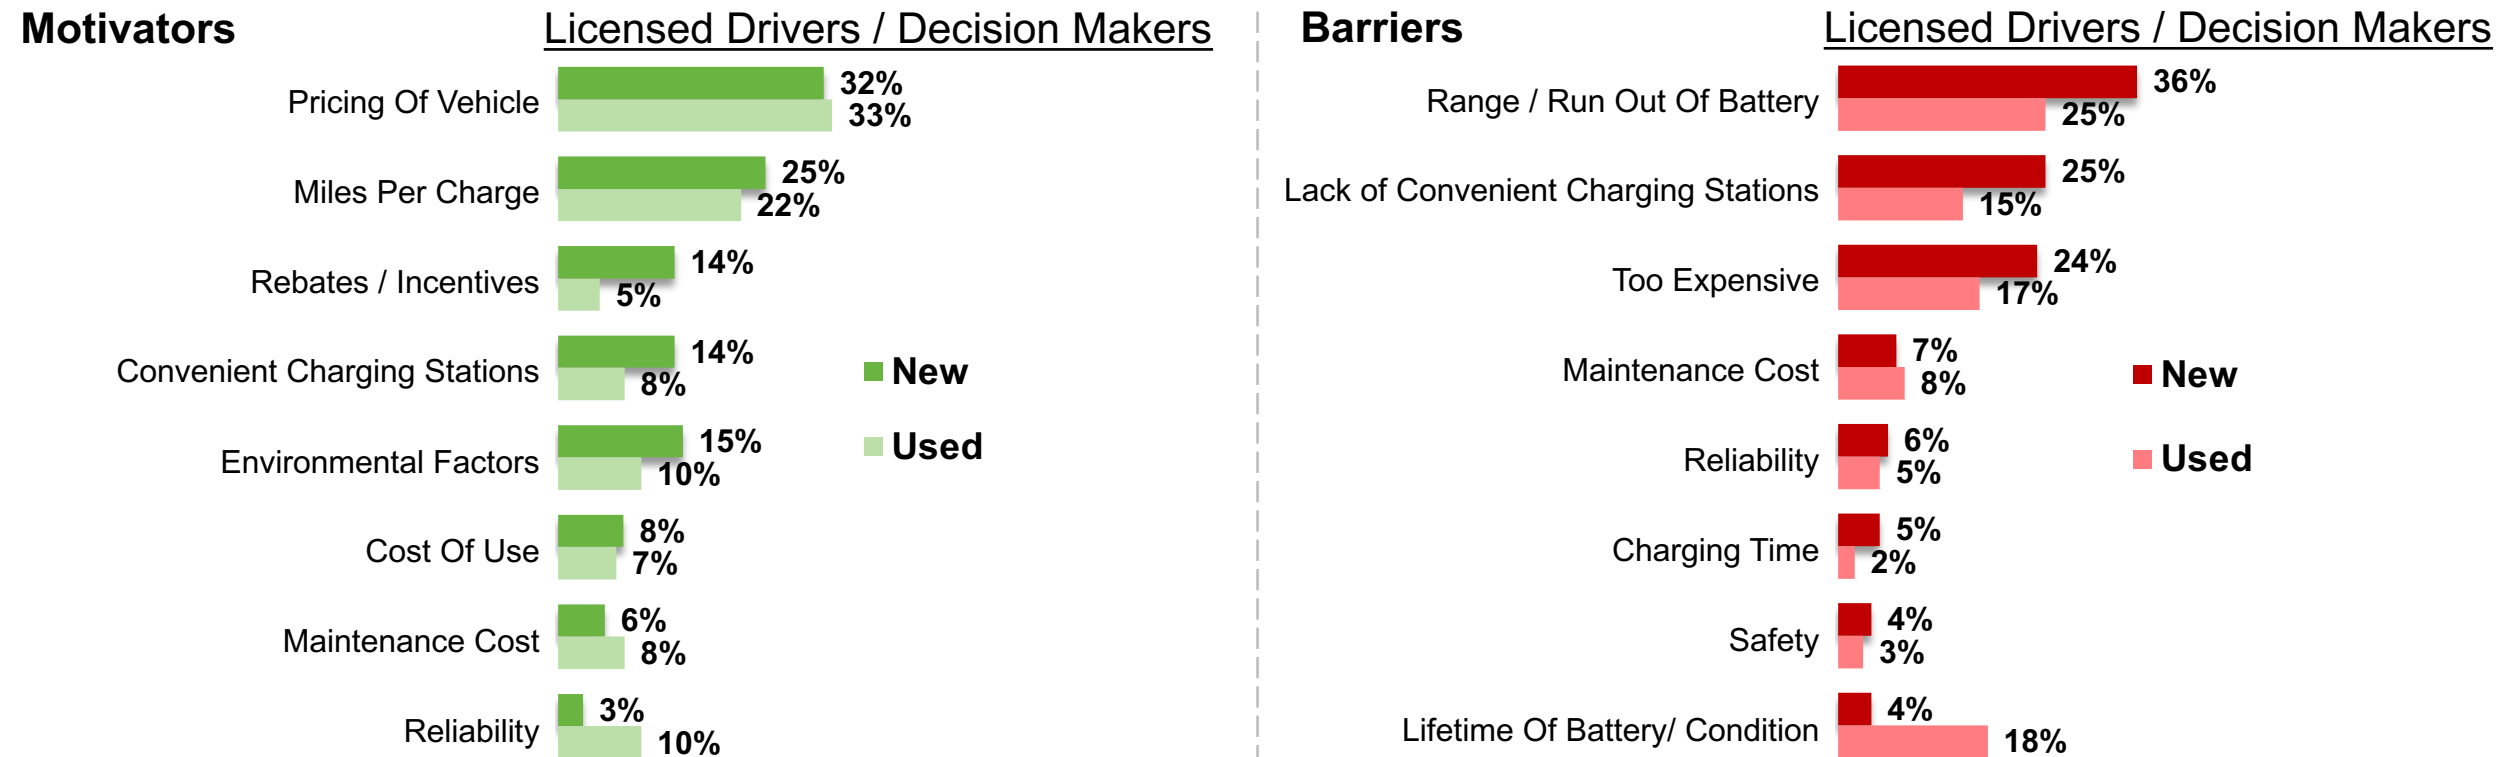 Motivators
Licensed Drivers / Decision Makers
Pricing Of Vehicle
32%
33%
Miles Per Charge
25%
22%
Rebates / Incentives
14%
5%
Convenient Charging Stations
14%
8%
Environmental Factors
15%
10%
Cost Of Use
8%
7%
Maintenance Cost
6%
8%
Reliability
3%
10%
New
Used
Barriers
Licensed Drivers / Decision Makers
Range / Run Out Of Battery
36%
25%
Lack of Convenient Charging Stations
25%
15%
Too Expensive
24%
17%
Maintenance Cost
7%
8%
Reliability
6%
5%
Charging Time
5%
2%
Safety
4%
3%
Lifetime Of Battery/ Condition
4%
18%
New
Used